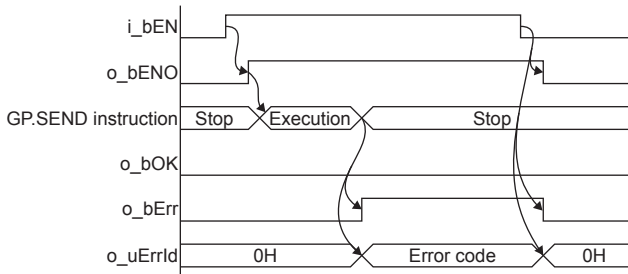 i_bEN
o_bENO
GP.SEND instruction Stop Execution Stop
o_bOK
o_bErr
o_uErrId 0H Error code 0H